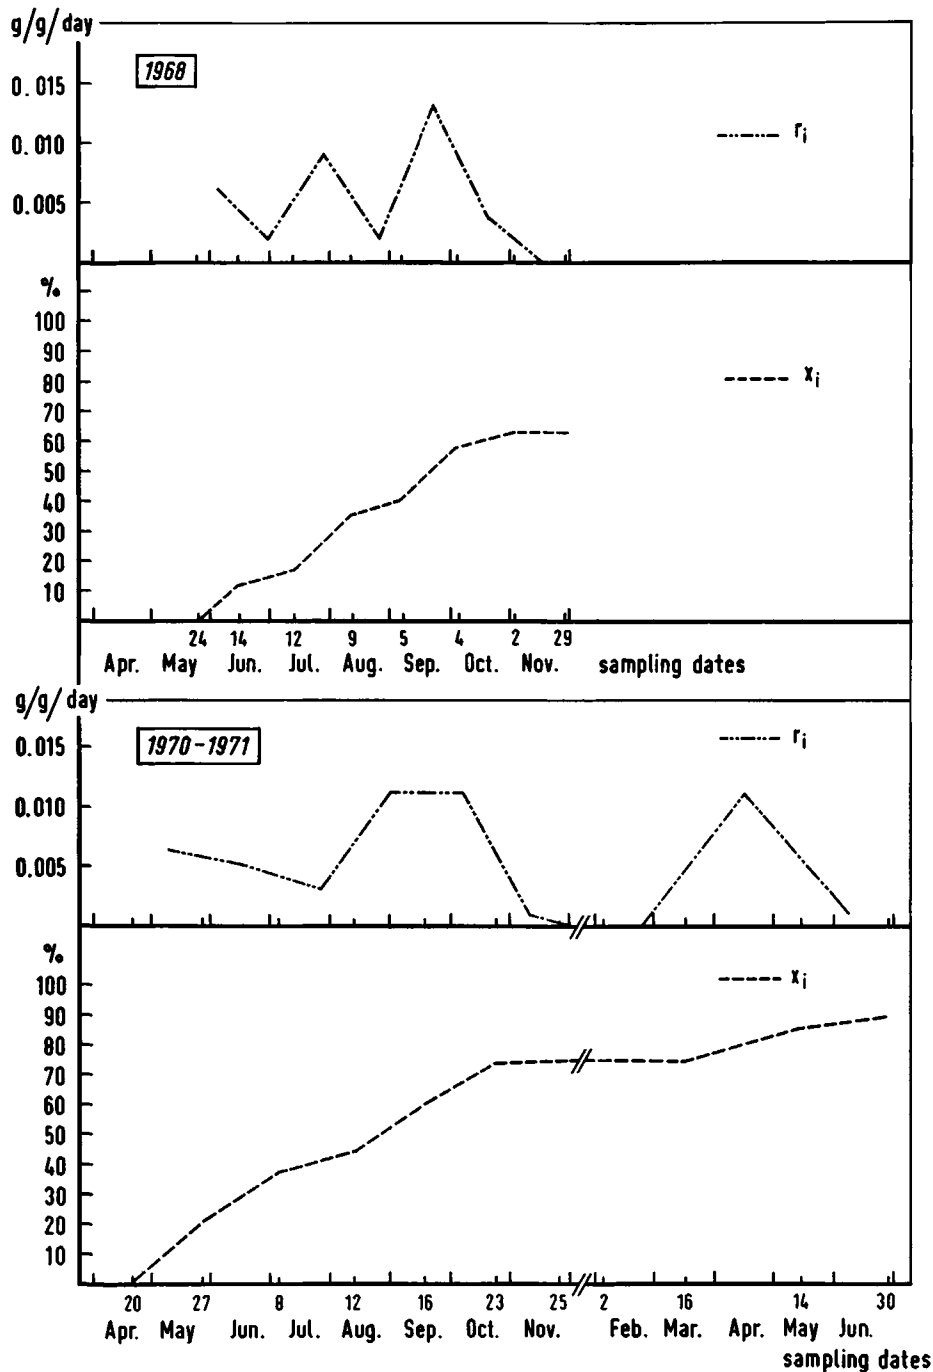 g/g/day
1968
0.015
0.010
0.005
ri
%
100
90
80
70
60
50
40
30
20
10
xi
24 14 12 9 5 4 2 29
Apr. May Jun. Jul. Aug. Sep. Oct. Nov. sampling dates
g/g/day
1970-1971
0.015
0.010
0.005
ri
%
100
90
80
70
60
50
40
30
20
10
xi
20 27 8 12 16 23 25 2 16 14 30
Apr. May Jun. Jul. Aug. Sep. Oct. Nov. Feb. Mar. Apr. May Jun.
sampling dates